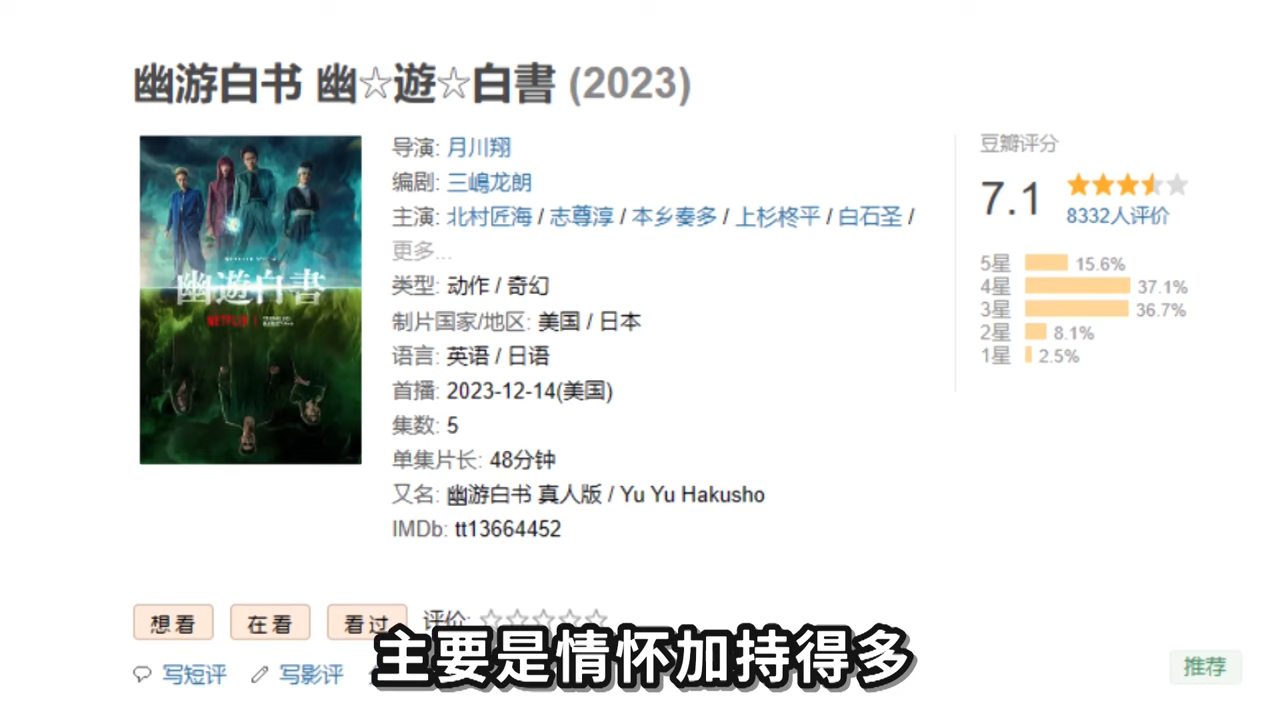 幽游白书 幽☆遊☆白書 (2023)
幽遊白書
NETFLIX
导演: 月川翔
编剧: 三嶋龙朗
主演: 北村匠海 / 志尊淳 / 本乡奏多 / 上杉柊平 / 白石圣 /
更多...
类型: 动作 / 奇幻
制片国家/地区: 美国 / 日本
语言: 英语 / 日语
首播: 2023-12-14(美国)
集数: 5
单集片长: 48分钟
又名: 幽游白书 真人版 / Yu Yu Hakusho
IMDb: tt13664452
豆瓣评分
7.1
8332人评价
5星 15.6%
4星 37.1%
3星 36.7%
2星 8.1%
1星 2.5%
想看 在看 看过 评价:
写短评 写影评
推荐
主要是情怀加持得多